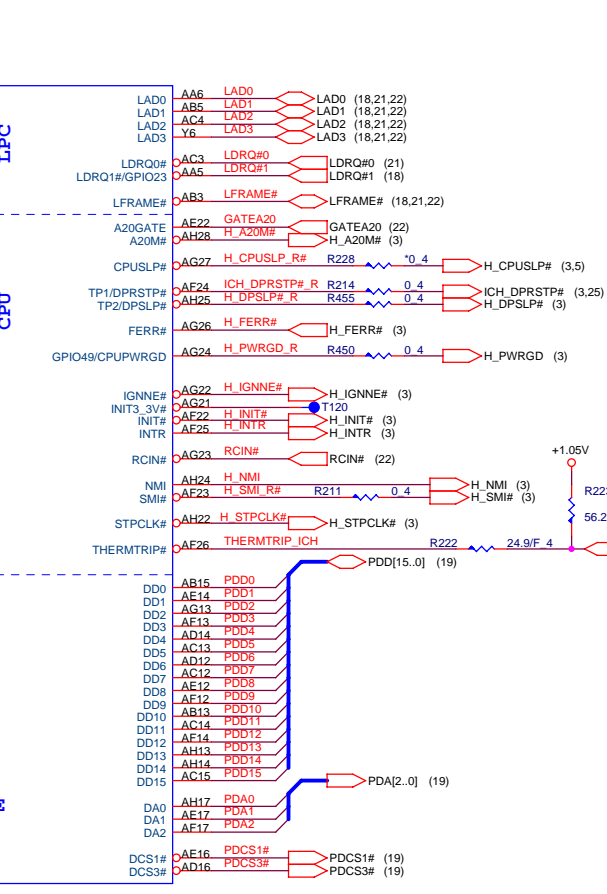 LPC
LAD0 AA6 LAD0 LAD0 (18,21,22)
LAD1 AB5 LAD1 LAD1 (18,21,22)
LAD2 AC4 LAD2 LAD2 (18,21,22)
LAD3 Y6 LAD3 LAD3 (18,21,22)
LDRQ0# AC3 LDRQ#0 LDRQ#0 (21)
LDRQ1#/GPIO23 AA5 LDRQ#1 LDRQ#1 (18)
LFRAME# AB3 LFRAME# LFRAME# (18,21,22)
CPU
A20GATE AE22 GATEA20 GATEA20 (22)
A20M# AH28 H_A20M# H_A20M# (3)
CPUSLP# AG27 H_CPUSLP_R# R228 *0_4 H_CPUSLP# (3,5)
TP1/DPRSTP# AF24 ICH_DPRSTP#_R R214 0_4 ICH_DPRSTP# (3,25)
TP2/DPSLP# AH25 H_DPSLP#_R R455 0_4 H_DPSLP# (3)
FERR# AG26 H_FERR# H_FERR# (3)
GPIO49/CPUPWRGD AG24 H_PWRGD_R R450 0_4 H_PWRGD (3)
IGNNE# AG22 H_IGNNE# H_IGNNE# (3)
INIT3_3V# AG21 T120
INIT# AF22 H_INIT# H_INIT# (3)
INTR AF25 H_INTR H_INTR (3)
RCIN# AG23 RCIN# RCIN# (22)
+1.05V
NMI AH24 H_NMI H_NMI (3)
SMI# AF23 H_SMI_R# R211 0_4 H_SMI# (3)
56.2
STPCLK# AH22 H_STPCLK# H_STPCLK# (3)
THERMTRIP# AF26 THERMTRIP_ICH R222 24.9/F_4
PDD[15..0] (19)
DD0 AB15 PDD0
DD1 AE14 PDD1
DD2 AG13 PDD2
DD3 AF13 PDD3
DD4 AD14 PDD4
DD5 AC13 PDD5
DD6 AD12 PDD6
DD7 AC12 PDD7
DD8 AE12 PDD8
DD9 AF12 PDD9
DD10 AB13 PDD10
DD11 AC14 PDD11
DD12 AF14 PDD12
DD13 AH13 PDD13
DD14 AH14 PDD14
DD15 AC15 PDD15
PDA[2..0] (19)
DA0 AH17 PDA0
DA1 AE17 PDA1
DA2 AF17 PDA2
DCS1# AE16 PDCS1# PDCS1# (19)
DCS3# AD16 PDCS3# PDCS3# (19)